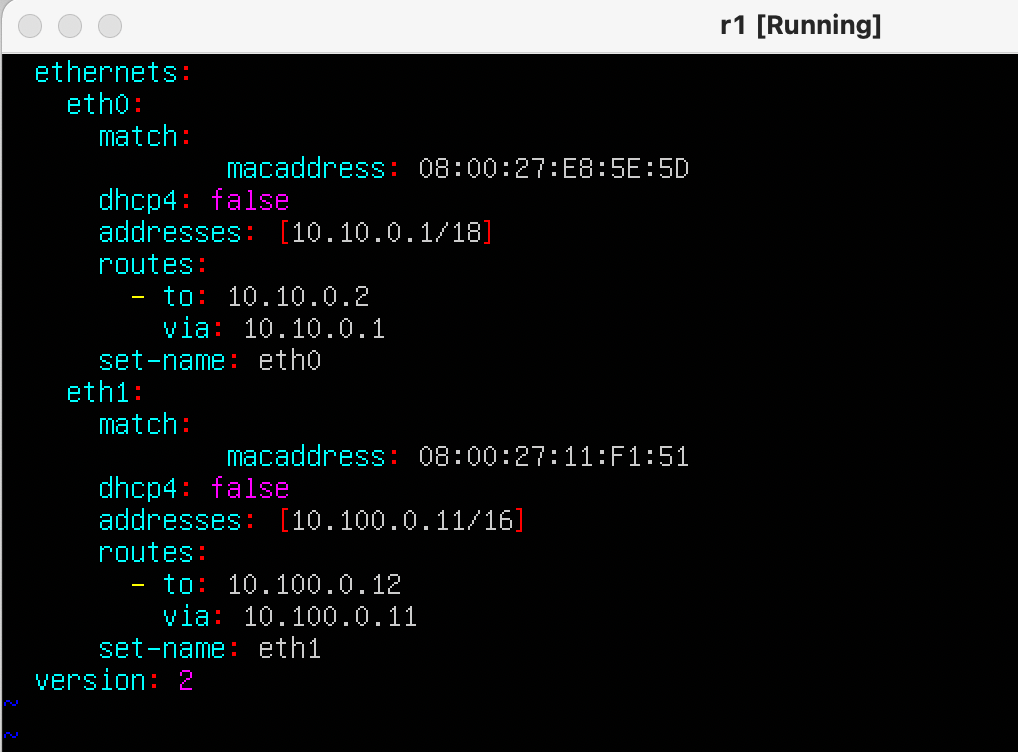 r1 [Running]
ethernets:
eth0:
match:
macaddress: 08:00:27:E8:5E:5D
dhcp4: false
addresses: [10.10.0.1/18]
routes:
- to: 10.10.0.2
via: 10.10.0.1
set-name: eth0
eth1:
match:
macaddress: 08:00:27:11:F1:51
dhcp4: false
addresses: [10.100.0.11/16]
routes:
- to: 10.100.0.12
via: 10.100.0.11
set-name: eth1
version: 2
~
~